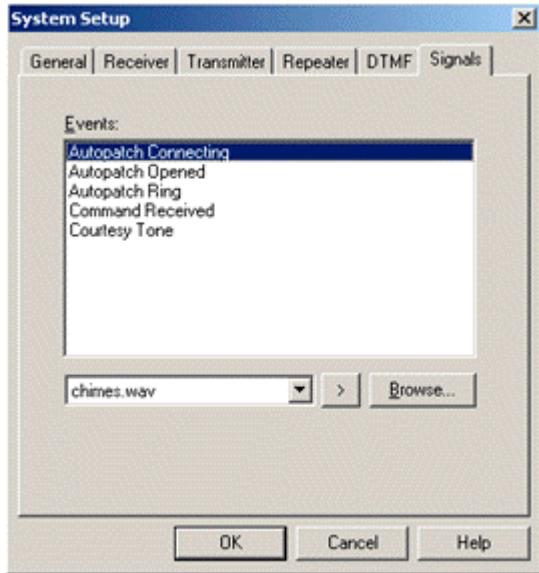 System Setup
General Receiver Transmitter Repeater DTMF Signals
Events:
Autopatch Connecting
Autopatch Opened
Autopatch Ring
Command Received
Courtesy Tone
chimes.wav > Browse...
OK Cancel Help